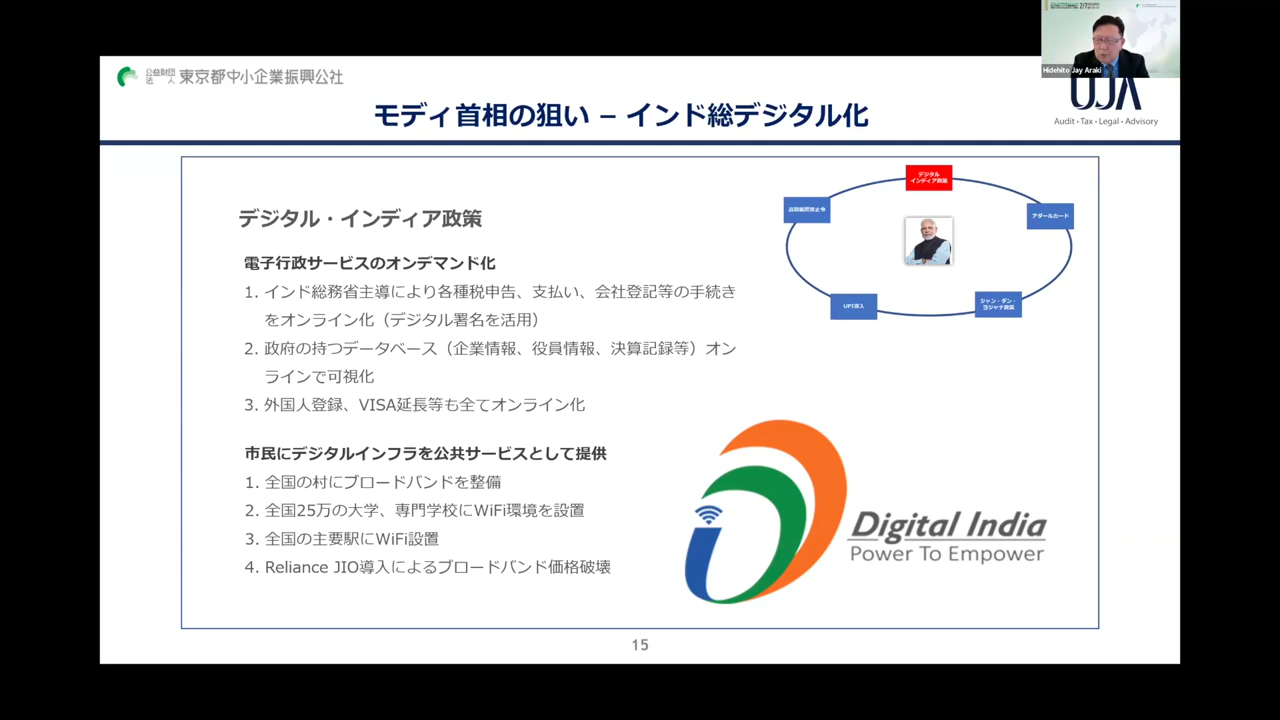 公益財団
法 人
東京都中小企業振興公社
Hidehito Jay Araki
UJA
Audit・Tax・Legal・Advisory
モディ首相の狙い – インド総デジタル化
デジタル
インディア政策
高額紙幣禁止令
アダールカード
UPI導入
シャン・ダン・
ヨジャナ政策
デジタル・インディア政策
電子行政サービスのオンデマンド化
1. インド総務省主導により各種税申告、支払い、会社登記等の手続き
をオンライン化（デジタル署名を活用）
2. 政府の持つデータベース（企業情報、役員情報、決算記録等）オン
ラインで可視化
3. 外国人登録、VISA延長等も全てオンライン化
市民にデジタルインフラを公共サービスとして提供
1. 全国の村にブロードバンドを整備
2. 全国25万の大学、専門学校にWiFi環境を設置
3. 全国の主要駅にWiFi設置
4. Reliance JIO導入によるブロードバンド価格破壊
Digital India
Power To Empower
15